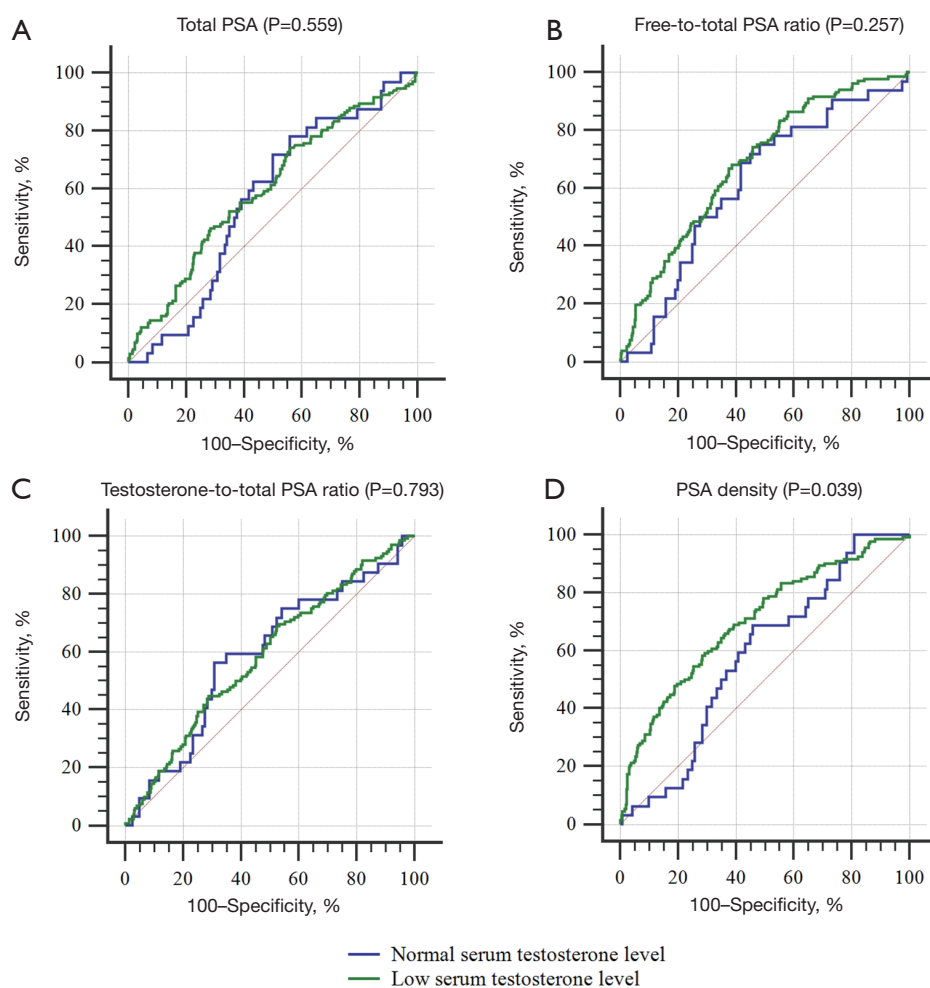 A
Total PSA (P=0.559)
100
80
60
40
20
0
Sensitivity, %
0 20 40 60 80 100
100–Specificity, %
B
Free-to-total PSA ratio (P=0.257)
100
80
60
40
20
0
Sensitivity, %
0 20 40 60 80 100
100–Specificity, %
C
Testosterone-to-total PSA ratio (P=0.793)
100
80
60
40
20
0
Sensitivity, %
0 20 40 60 80 100
100–Specificity, %
D
PSA density (P=0.039)
100
80
60
40
20
0
Sensitivity, %
0 20 40 60 80 100
100–Specificity, %
Normal serum testosterone level
Low serum testosterone level